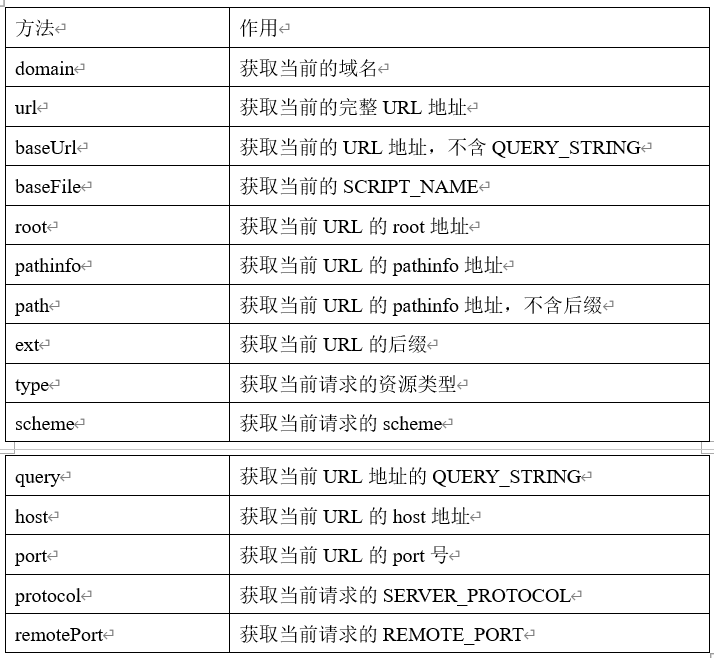 方法 作用
domain 获取当前的域名
url 获取当前的完整 URL 地址
baseUrl 获取当前的 URL 地址，不含 QUERY_STRING
baseFile 获取当前的 SCRIPT_NAME
root 获取当前 URL 的 root 地址
pathinfo 获取当前 URL 的 pathinfo 地址
path 获取当前 URL 的 pathinfo 地址，不含后缀
ext 获取当前 URL 的后缀
type 获取当前请求的资源类型
scheme 获取当前请求的 scheme
query 获取当前 URL 地址的 QUERY_STRING
host 获取当前 URL 的 host 地址
port 获取当前 URL 的 port 号
protocol 获取当前请求的 SERVER_PROTOCOL
remotePort 获取当前请求的 REMOTE_PORT